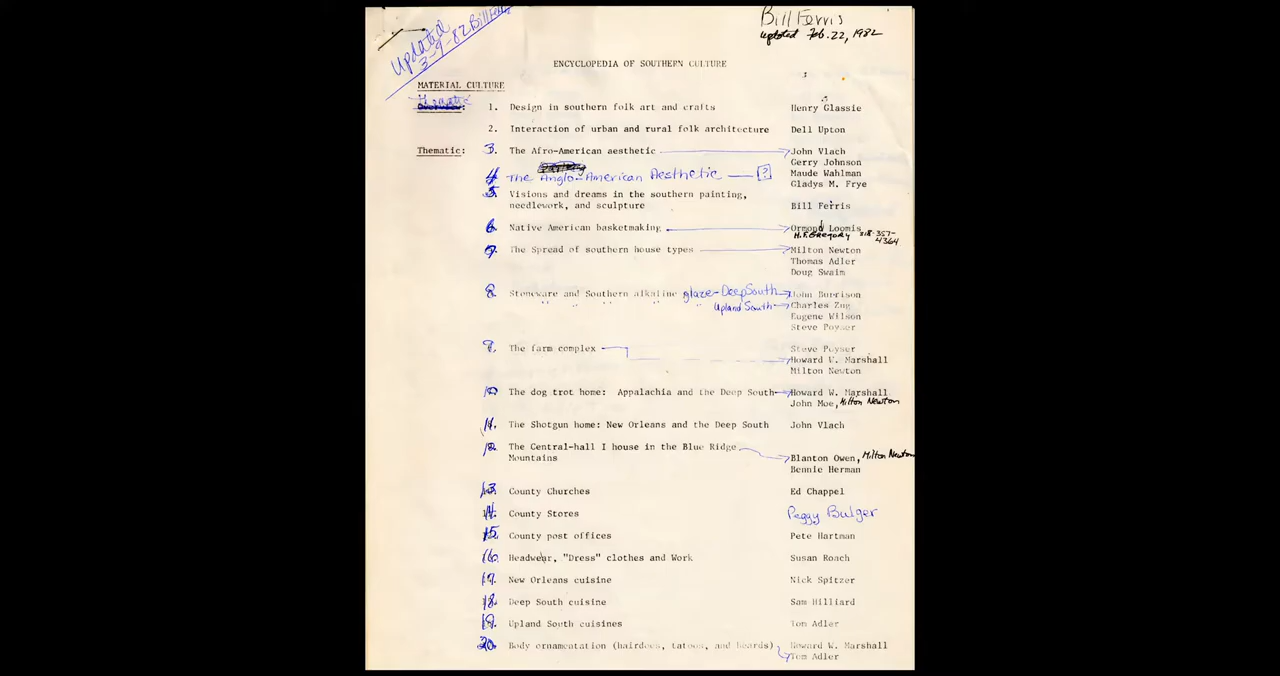 Updated
3-9-82 Bill Ferris
Bill Ferris
updated Feb. 22, 1982
ENCYCLOPEDIA OF SOUTHERN CULTURE
MATERIAL CULTURE
Thematic
Overview: 1. Design in southern folk art and crafts Henry Glassie
2. Interaction of urban and rural folk architecture Dell Upton
Thematic: 3. The Afro-American aesthetic John Vlach
Gerry Johnson
Maude Wahlman
Gladys M. Frye
4. The Anglo-American Aesthetic — ?
5. Visions and dreams in the southern painting,
needlework, and sculpture Bill Ferris
6. Native American basketmaking Ormond Loomis
H.F. Gregory 318-357-
4364
7. The Spread of southern house types Milton Newton
Thomas Adler
Doug Swaim
8. Stoneware and Southern alkaline glaze-Deep South John Burrison
" " " " " Upland South Charles Zug
Eugene Wilson
Steve Poyser
9. The farm complex Steve Poyser
Howard W. Marshall
Milton Newton
10. The dog trot home: Appalachia and the Deep South Howard W. Marshall
John Moe, Milton Newton
11. The Shotgun home: New Orleans and the Deep South John Vlach
12. The Central-hall I house in the Blue Ridge
Mountains Blanton Owen, Milton Newton
Bennie Herman
13. County Churches Ed Chappel
14. County Stores Peggy Bulger
15. County post offices Pete Hartman
16. Headwear, "Dress" clothes and Work Susan Roach
17. New Orleans cuisine Nick Spitzer
18. Deep South cuisine Sam Hilliard
19. Upland South cuisines Tom Adler
20. Body ornamentation (hairdoes, tatoos, and beards) Howard W. Marshall
Tom Adler